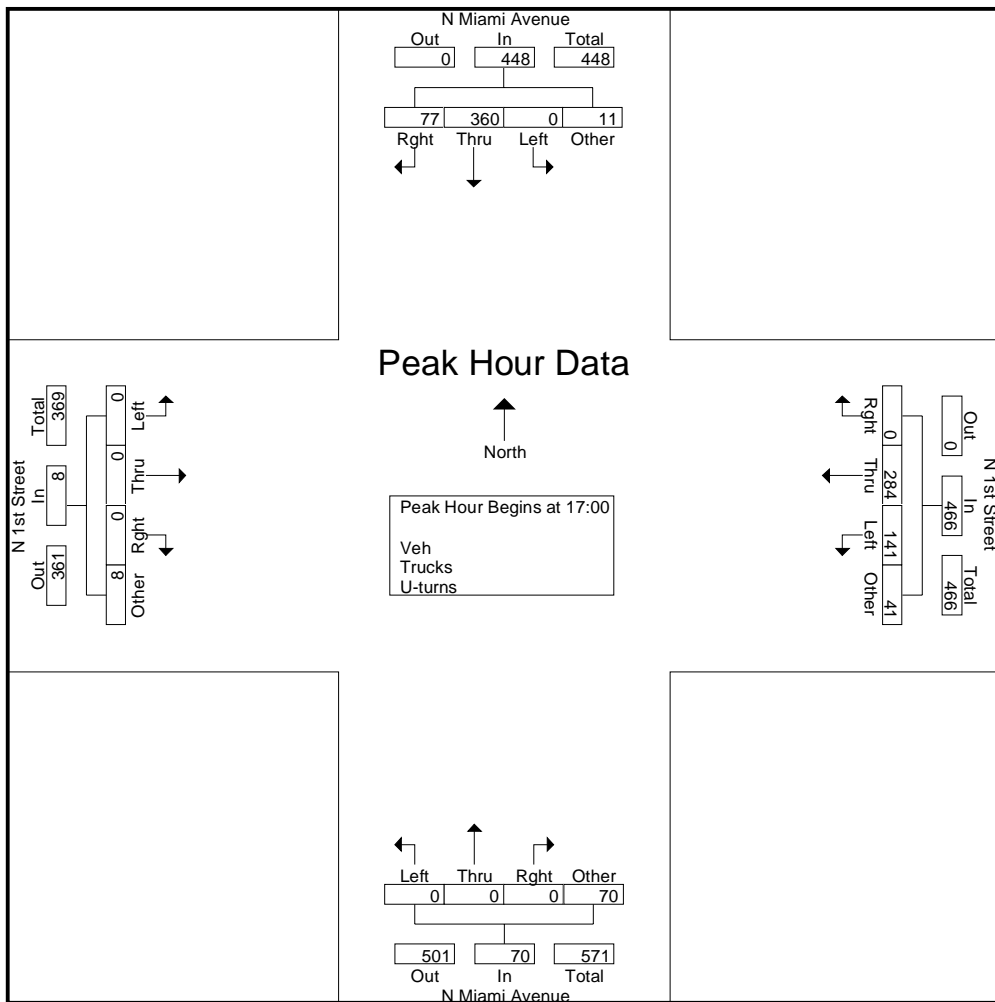 N Miami Avenue
Out In Total
0 448 448
77 360 0 11
Rght Thru Left Other
Peak Hour Data
North
Peak Hour Begins at 17:00
Veh
Trucks
U-turns
N 1st Street
Total In Out
369 8 361
0 0 0 8
Left Thru Rght Other
N 1st Street
Out In Total
0 466 466
0 284 141 41
Rght Thru Left Other
Left Thru Rght Other
0 0 0 70
501 70 571
Out In Total
N Miami Avenue